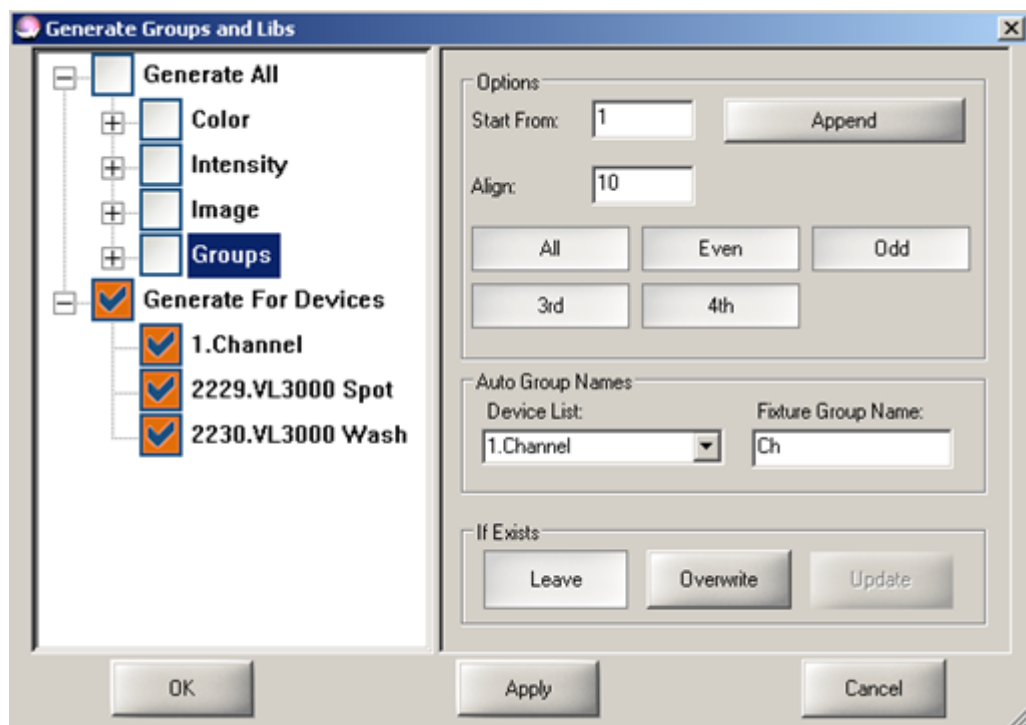 Generate Groups and Libs
Generate All
Color
Intensity
Image
Groups
Generate For Devices
1.Channel
2229.VL3000 Spot
2230.VL3000 Wash
Options
Start From: 1 Append
Align: 10
All Even Odd
3rd 4th
Auto Group Names
Device List: Fixture Group Name:
1.Channel Ch
If Exists
Leave Overwrite Update
OK Apply Cancel